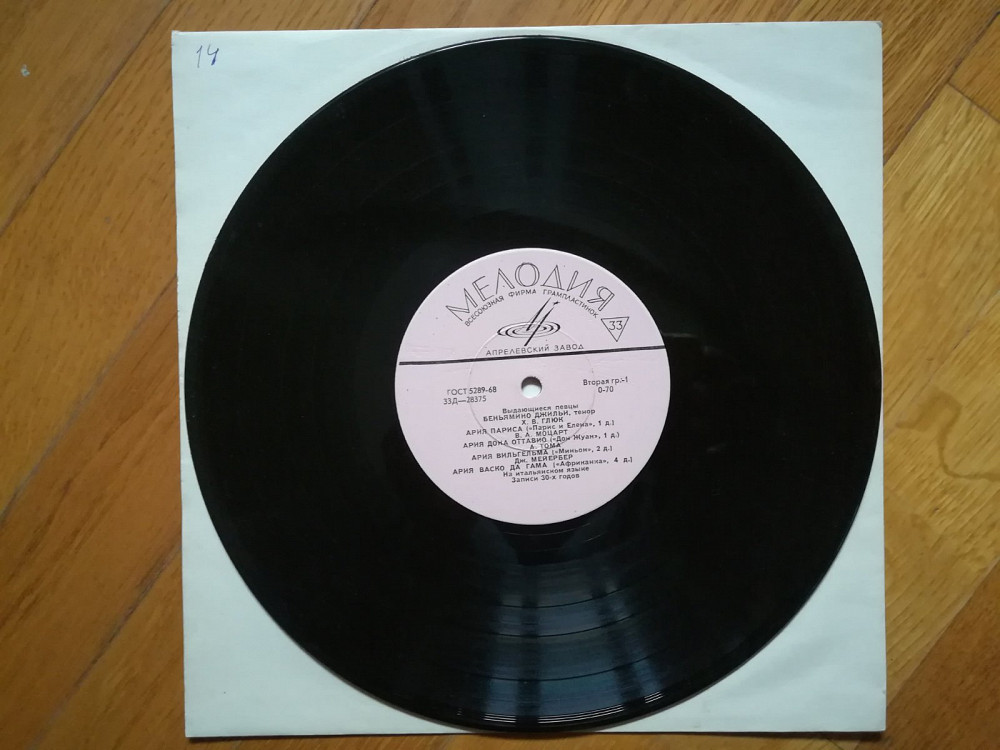 14
МЕЛОДИЯ
ВСЕСОЮЗНАЯ ФИРМА ГРАМПЛАСТИНОК
33
АПРЕЛЕВСКИЙ ЗАВОД
ГОСТ 5289-68
Вторая гр.-1
33Д—28375
0-70
Выдающиеся певцы
БЕНЬЯМИНО ДЖИЛЬИ, тенор
Х. В. ГЛЮК
АРИЯ ПАРИСА («Парис и Елена», 1 д.)
В. А. МОЦАРТ
АРИЯ ДОНА ОТТАВИО («Дон Жуан», 1 д.)
А. ТОМА
АРИЯ ВИЛЬГЕЛЬМА («Миньон», 2 д.)
Дж. МЕЙЕРБЕР
АРИЯ ВАСКО ДА ГАМА («Африканка», 4 д.)
На итальянском языке
Записи 30-х годов